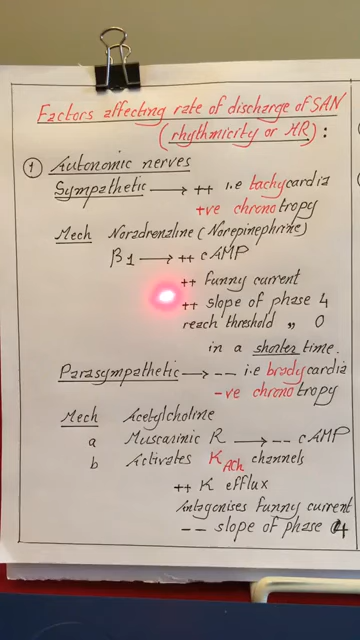 Factors affecting rate of discharge of SAN
(rhythmicity or HR) :
① Autonomic nerves
Sympathetic → ++ i.e tachycardia
+ve chronotropy
Mech Noradrenaline (Norepinephrine)
β1 → ++ cAMP
++ funny current
++ slope of phase 4
reach threshold ,, 0
in a shorter time.
Parasympathetic → -- i.e bradycardia
-ve chronotropy
Mech Acetylcholine
a Muscarinic R → -- cAMP
b Activates K ACh channels
++ K efflux
Antagonises funny current
-- slope of phase 4